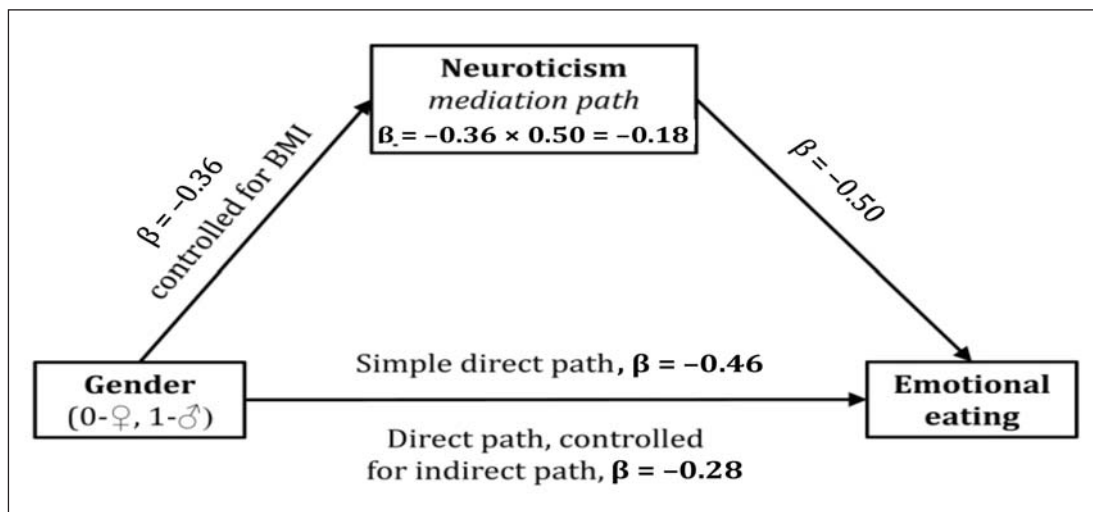 Neuroticism
mediation path
β = −0.36 × 0.50 = −0.18
β = −0.36
controlled for BMI
β = −0.50
Simple direct path, β = −0.46
Gender
(0-♀, 1-♂)
Emotional
eating
Direct path, controlled
for indirect path, β = −0.28